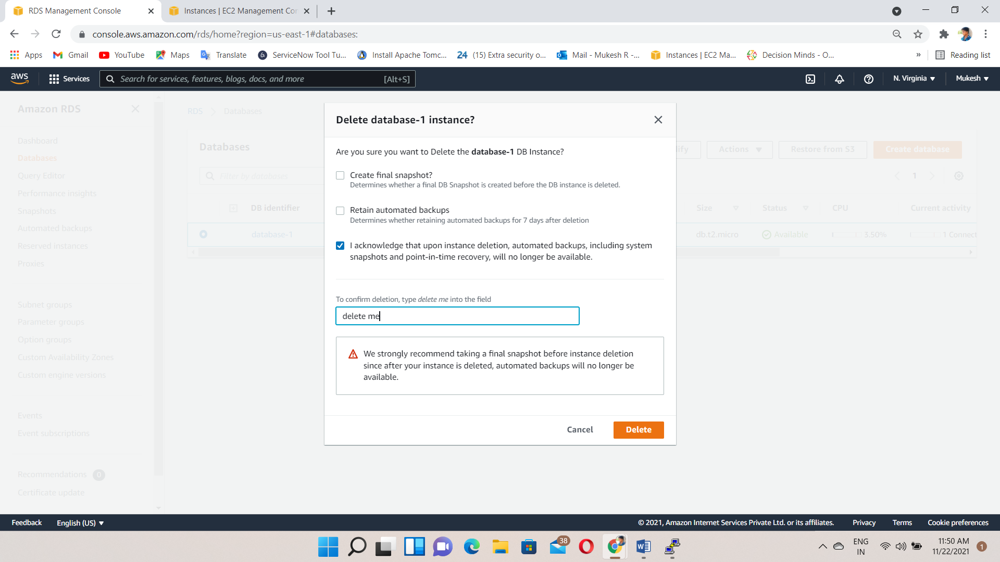 RDS Management Console
Instances | EC2 Management Con
console.aws.amazon.com/rds/home?region=us-east-1#databases:
Apps Gmail YouTube Maps Translate ServiceNow Tool Tu... Install Apache Tomc... 24 (15) Extra security o... Mail - Mukesh R -... Instances | EC2 Ma... Decision Minds - O... » Reading list
aws Services Search for services, features, blogs, docs, and more [Alt+S] N. Virginia Mukesh
Amazon RDS
Dashboard
Databases
Query Editor
Performance insights
Snapshots
Automated backups
Reserved instances
Proxies
Subnet groups
Parameter groups
Option groups
Custom Availability Zones
Custom engine versions
Events
Event subscriptions
Recommendations 0
Certificate update
RDS Databases
Databases
ify Actions Restore from S3 Create database
Filter by databases
1
DB identifier
Size Status CPU Current activity
database-1
db.t2.micro Available 3.50% 1 Connect
Delete database-1 instance?
Are you sure you want to Delete the database-1 DB Instance?
Create final snapshot?
Determines whether a final DB Snapshot is created before the DB instance is deleted.
Retain automated backups
Determines whether retaining automated backups for 7 days after deletion
I acknowledge that upon instance deletion, automated backups, including system
snapshots and point-in-time recovery, will no longer be available.
To confirm deletion, type delete me into the field
delete me
We strongly recommend taking a final snapshot before instance deletion
since after your instance is deleted, automated backups will no longer be
available.
Cancel Delete
Feedback English (US) © 2021, Amazon Internet Services Private Ltd. or its affiliates. Privacy Terms Cookie preferences
38
ENG
IN
11:50 AM
11/22/2021
1